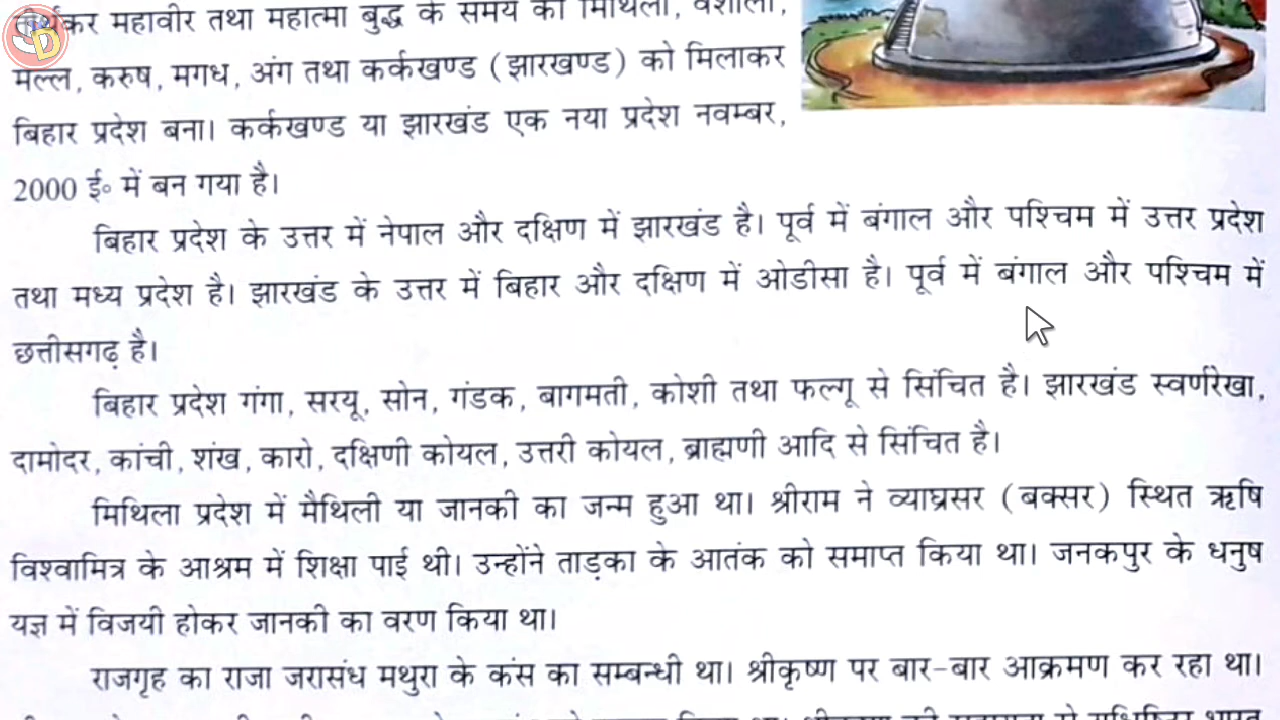 तीर्थंकर महावीर तथा महात्मा बुद्ध के समय की मिथिला, वैशाली,
मल्ल, करुष, मगध, अंग तथा कर्कखण्ड (झारखण्ड) को मिलाकर
बिहार प्रदेश बना। कर्कखण्ड या झारखंड एक नया प्रदेश नवम्बर,
2000 ई॰ में बन गया है।
बिहार प्रदेश के उत्तर में नेपाल और दक्षिण में झारखंड है। पूर्व में बंगाल और पश्चिम में उत्तर प्रदेश
तथा मध्य प्रदेश है। झारखंड के उत्तर में बिहार और दक्षिण में ओडीसा है। पूर्व में बंगाल और पश्चिम में
छत्तीसगढ़ है।
बिहार प्रदेश गंगा, सरयू, सोन, गंडक, बागमती, कोशी तथा फल्गू से सिंचित है। झारखंड स्वर्णरेखा,
दामोदर, कांची, शंख, कारो, दक्षिणी कोयल, उत्तरी कोयल, ब्राह्मणी आदि से सिंचित है।
मिथिला प्रदेश में मैथिली या जानकी का जन्म हुआ था। श्रीराम ने व्याघ्रसर (बक्सर) स्थित ऋषि
विश्वामित्र के आश्रम में शिक्षा पाई थी। उन्होंने ताड़का के आतंक को समाप्त किया था। जनकपुर के धनुष
यज्ञ में विजयी होकर जानकी का वरण किया था।
राजगृह का राजा जरासंध मथुरा के कंस का सम्बन्धी था। श्रीकृष्ण पर बार-बार आक्रमण कर रहा था।